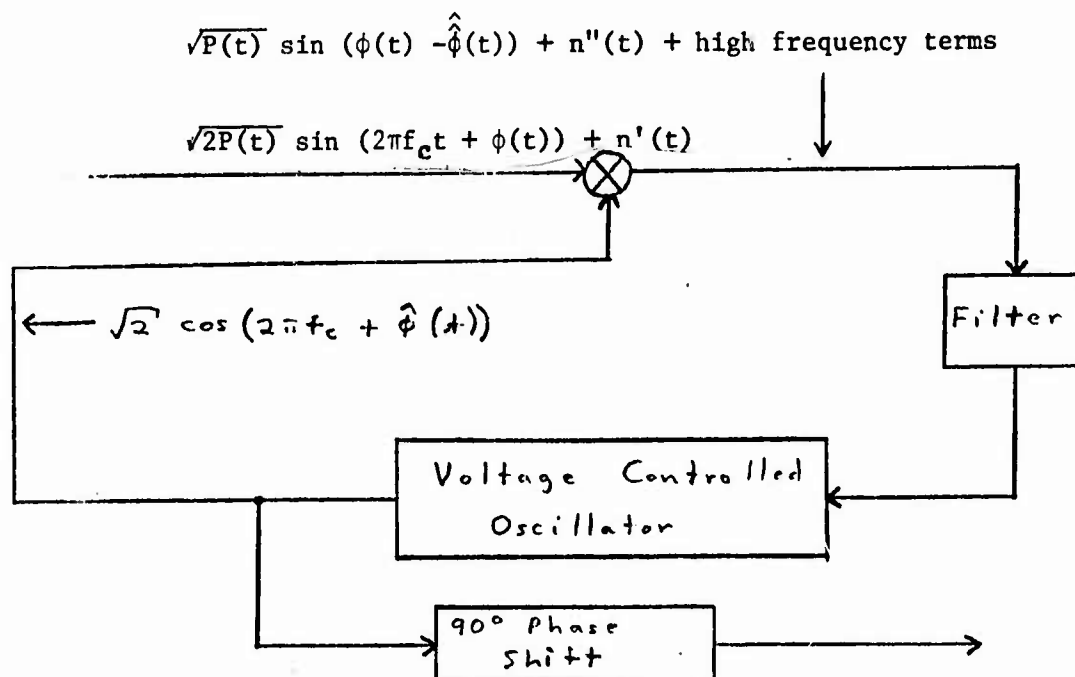 √P(t) sin (φ(t) -φ̂̂(t)) + n"(t) + high frequency terms
√2P(t) sin (2πf_c t + φ(t)) + n'(t)
√2 cos (2πf_c + φ̂(t))
Filter
Voltage Controlled
Oscillator
90° Phase
Shift